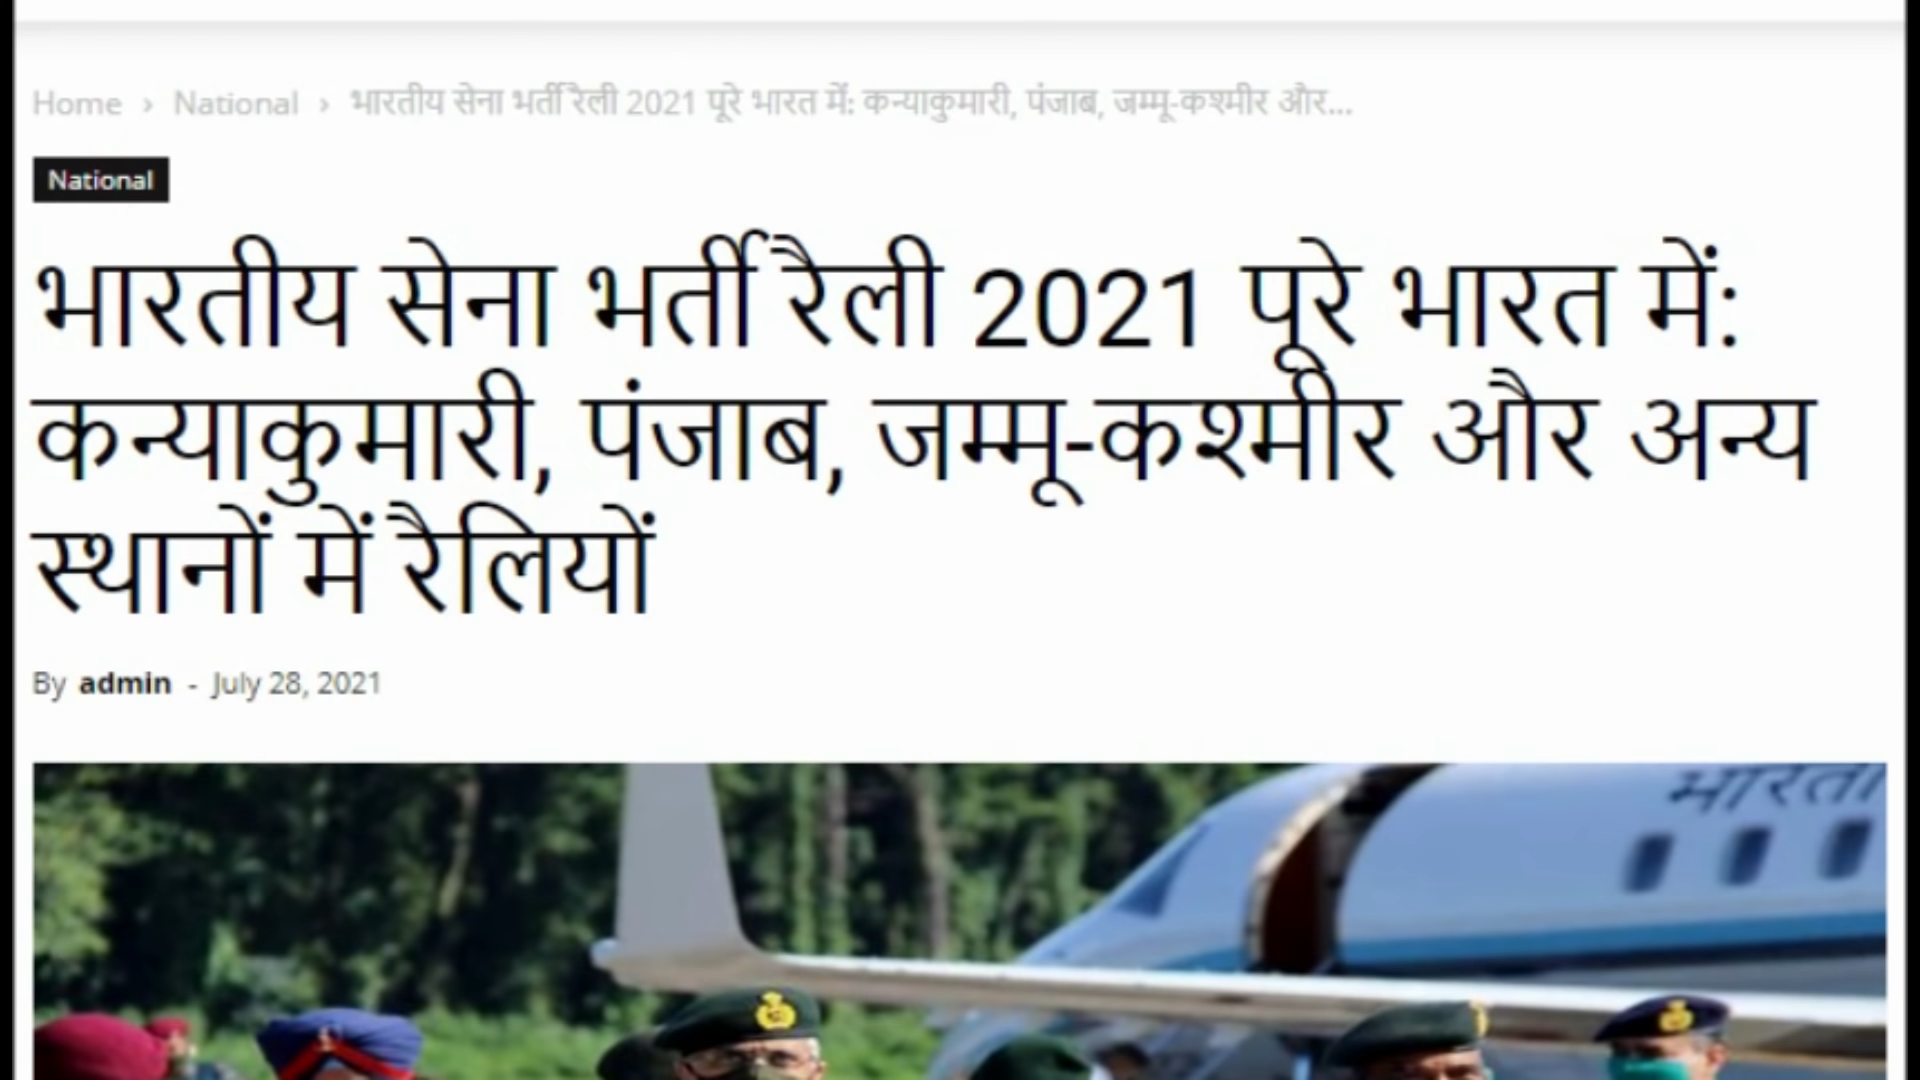 Home › National › भारतीय सेना भर्ती रैली 2021 पूरे भारत में: कन्याकुमारी, पंजाब, जम्मू-कश्मीर और...
National
भारतीय सेना भर्ती रैली 2021 पूरे भारत में:
कन्याकुमारी, पंजाब, जम्मू-कश्मीर और अन्य
स्थानों में रैलियों
By admin - July 28, 2021